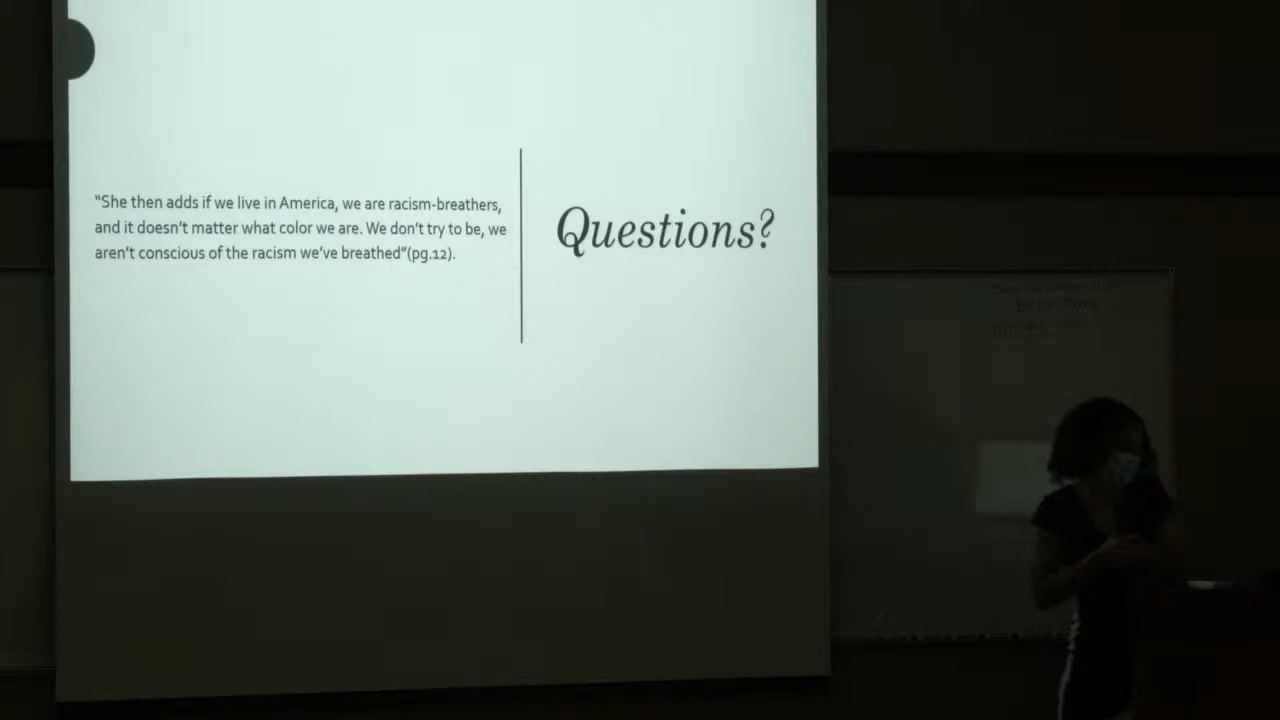 “She then adds if we live in America, we are racism-breathers,
and it doesn’t matter what color we are. We don’t try to be, we
aren’t conscious of the racism we’ve breathed”(pg.12).
Questions?